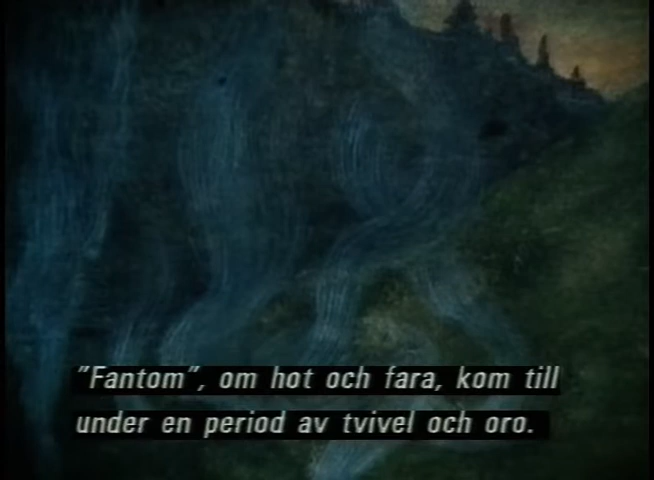 "Fantom", om hot och fara, kom till
under en period av tvivel och oro.